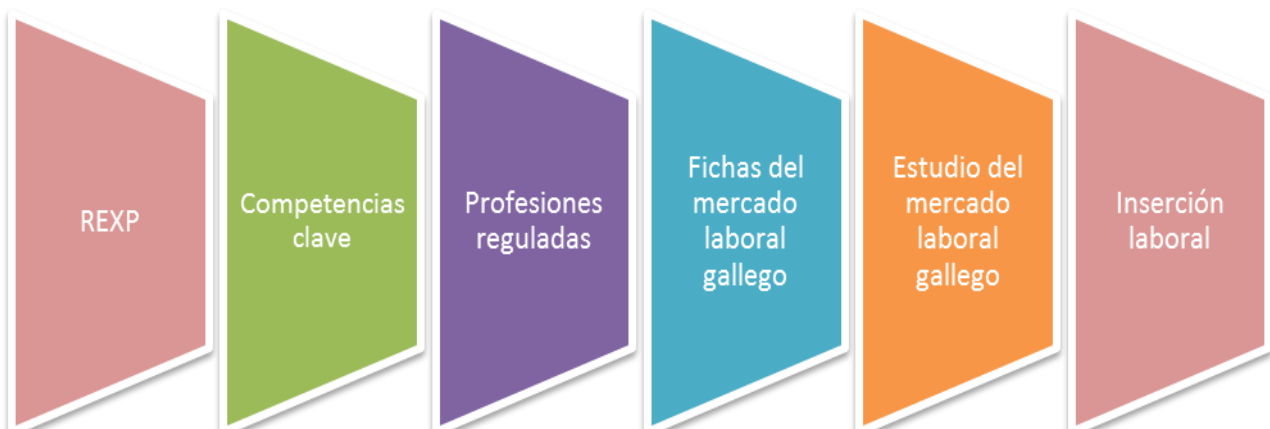 REXP
Competencias
clave
Profesiones
reguladas
Fichas del
mercado
laboral
gallego
Estudio del
mercado
laboral
gallego
Inserción
laboral